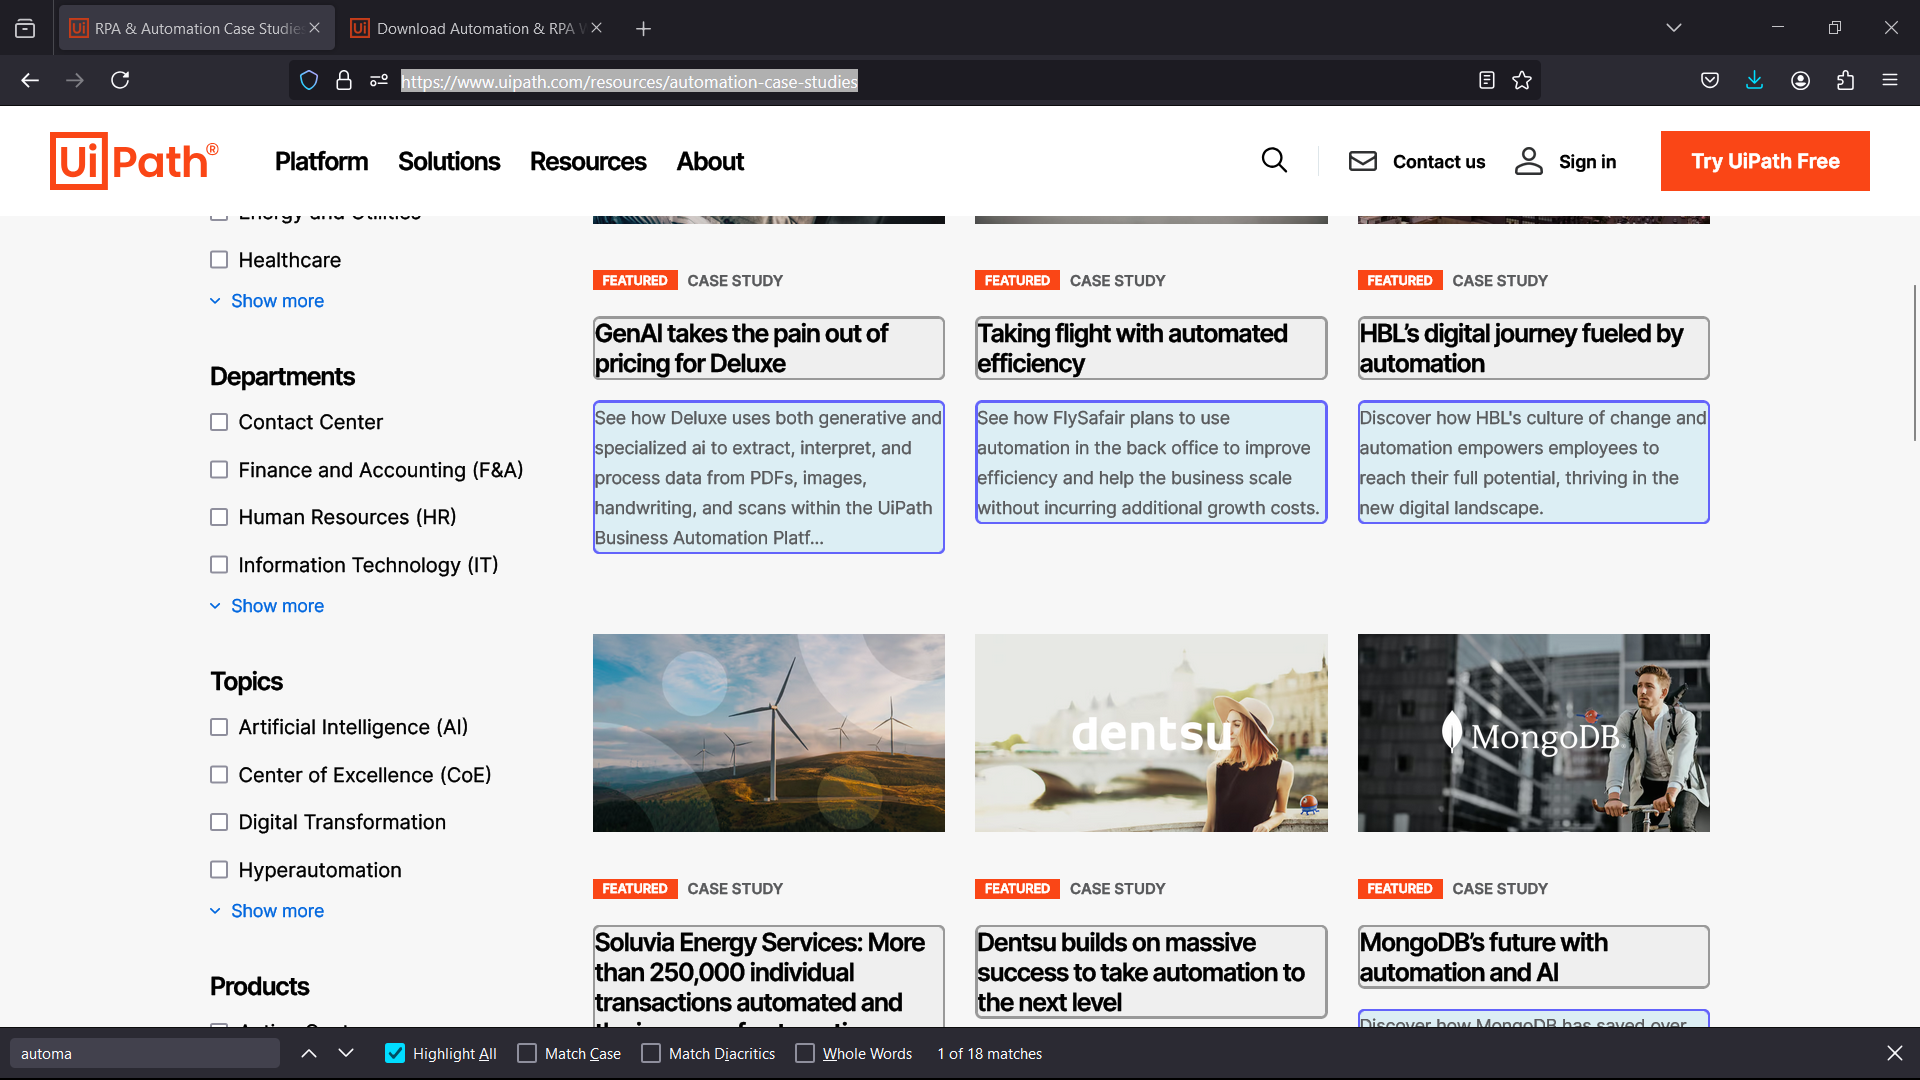 RPA & Automation Case Studies
Download Automation & RPA W
https://www.uipath.com/resources/automation-case-studies
UiPath®
Platform
Solutions
Resources
About
Contact us
Sign in
Try UiPath Free
Energy and Utilities
Healthcare
Show more
Departments
Contact Center
Finance and Accounting (F&A)
Human Resources (HR)
Information Technology (IT)
Show more
Topics
Artificial Intelligence (AI)
Center of Excellence (CoE)
Digital Transformation
Hyperautomation
Show more
Products
FEATURED CASE STUDY
GenAI takes the pain out of
pricing for Deluxe
See how Deluxe uses both generative and
specialized ai to extract, interpret, and
process data from PDFs, images,
handwriting, and scans within the UiPath
Business Automation Platf...
FEATURED CASE STUDY
Taking flight with automated
efficiency
See how FlySafair plans to use
automation in the back office to improve
efficiency and help the business scale
without incurring additional growth costs.
FEATURED CASE STUDY
HBL’s digital journey fueled by
automation
Discover how HBL's culture of change and
automation empowers employees to
reach their full potential, thriving in the
new digital landscape.
FEATURED CASE STUDY
Soluvia Energy Services: More
than 250,000 individual
transactions automated and
dentsu
FEATURED CASE STUDY
Dentsu builds on massive
success to take automation to
the next level
MongoDB
FEATURED CASE STUDY
MongoDB’s future with
automation and AI
Discover how MongoDB has saved over
automa
Highlight All
Match Case
Match Diacritics
Whole Words
1 of 18 matches